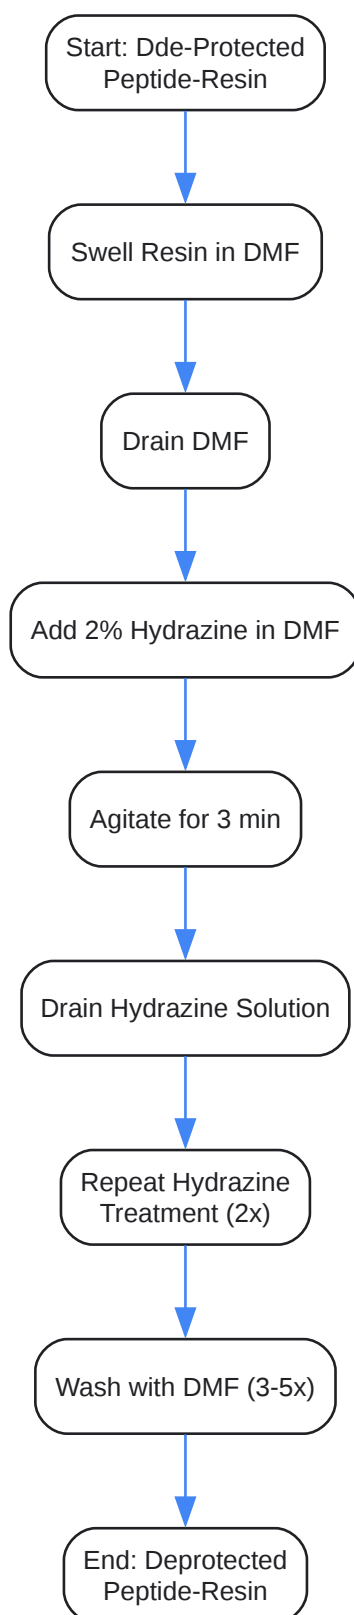 Start: Dde-Protected
Peptide-Resin
Swell Resin in DMF
Drain DMF
Add 2% Hydrazine in DMF
Agitate for 3 min
Drain Hydrazine Solution
Repeat Hydrazine
Treatment (2x)
Wash with DMF (3-5x)
End: Deprotected
Peptide-Resin